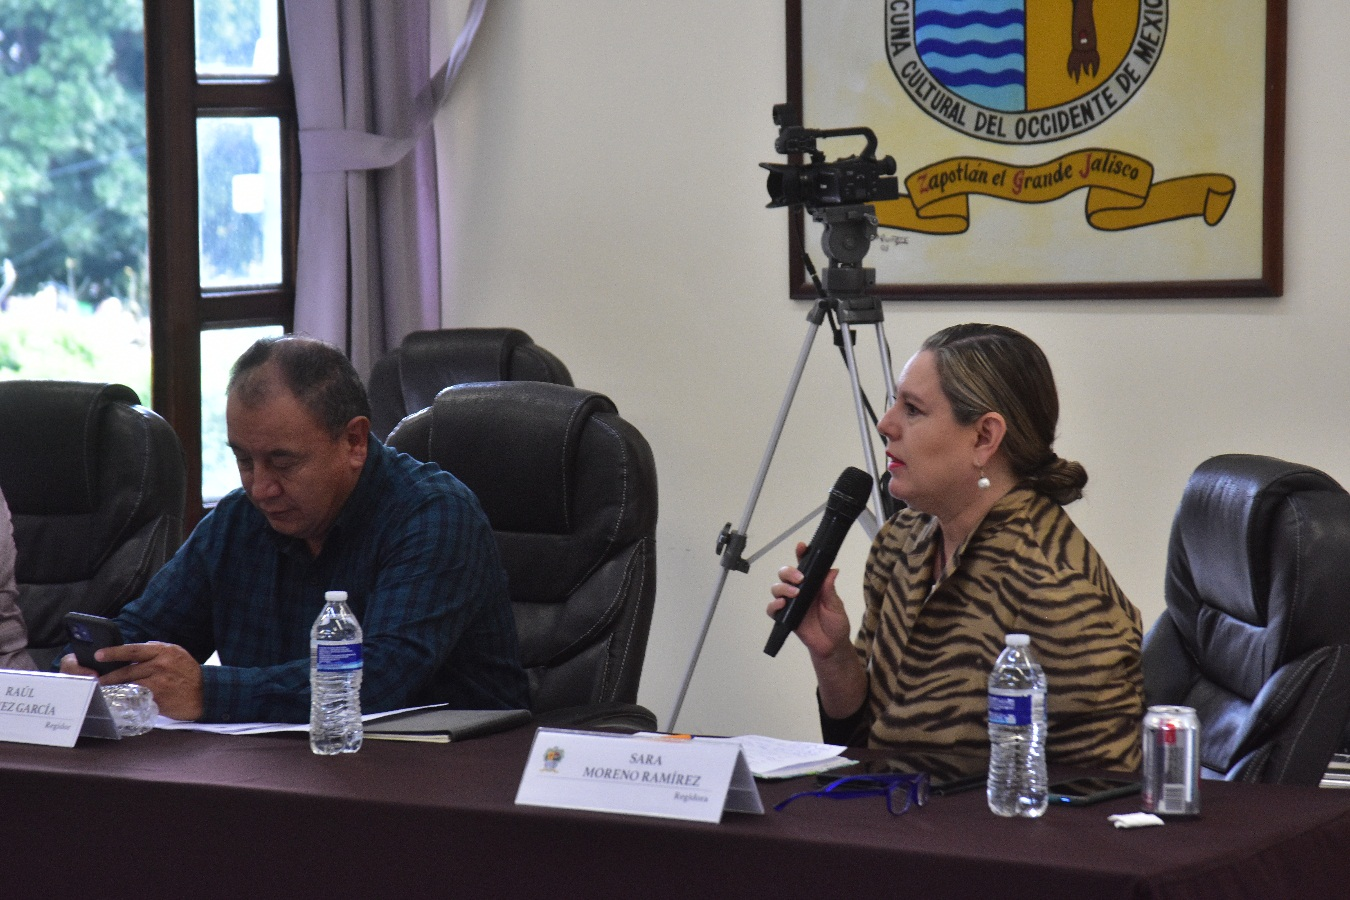 CUNA CULTURAL DEL OCCIDENTE DE MEXIC
Zapotlán el Grande Jalisco
RAÚL
EZ GARCÍA
Regidor
SARA
MORENO RAMÍREZ
Regidora